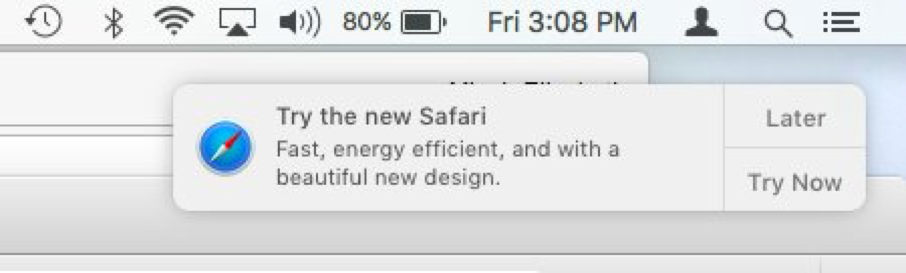 80% Fri 3:08 PM
Try the new Safari
Fast, energy efficient, and with a
beautiful new design.
Later
Try Now